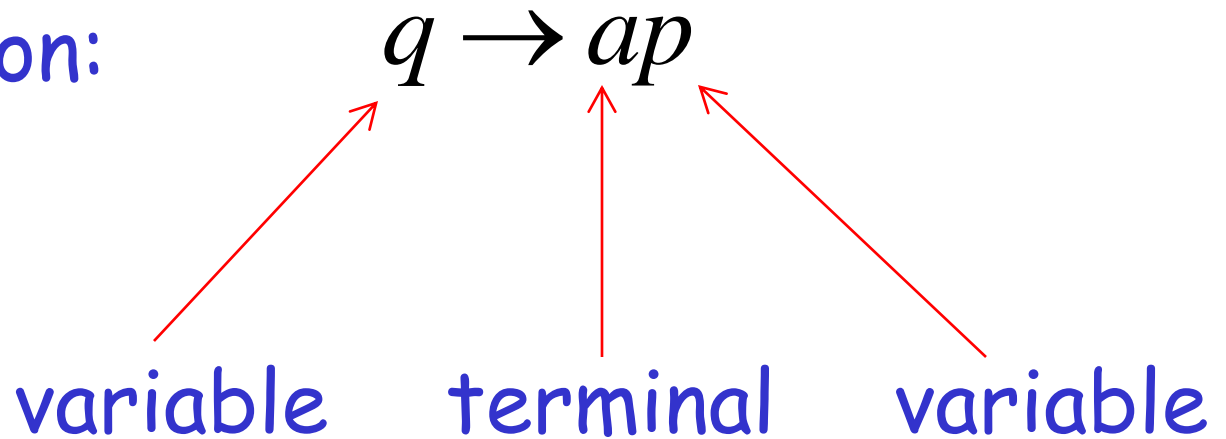 on: q → ap
variable terminal variable